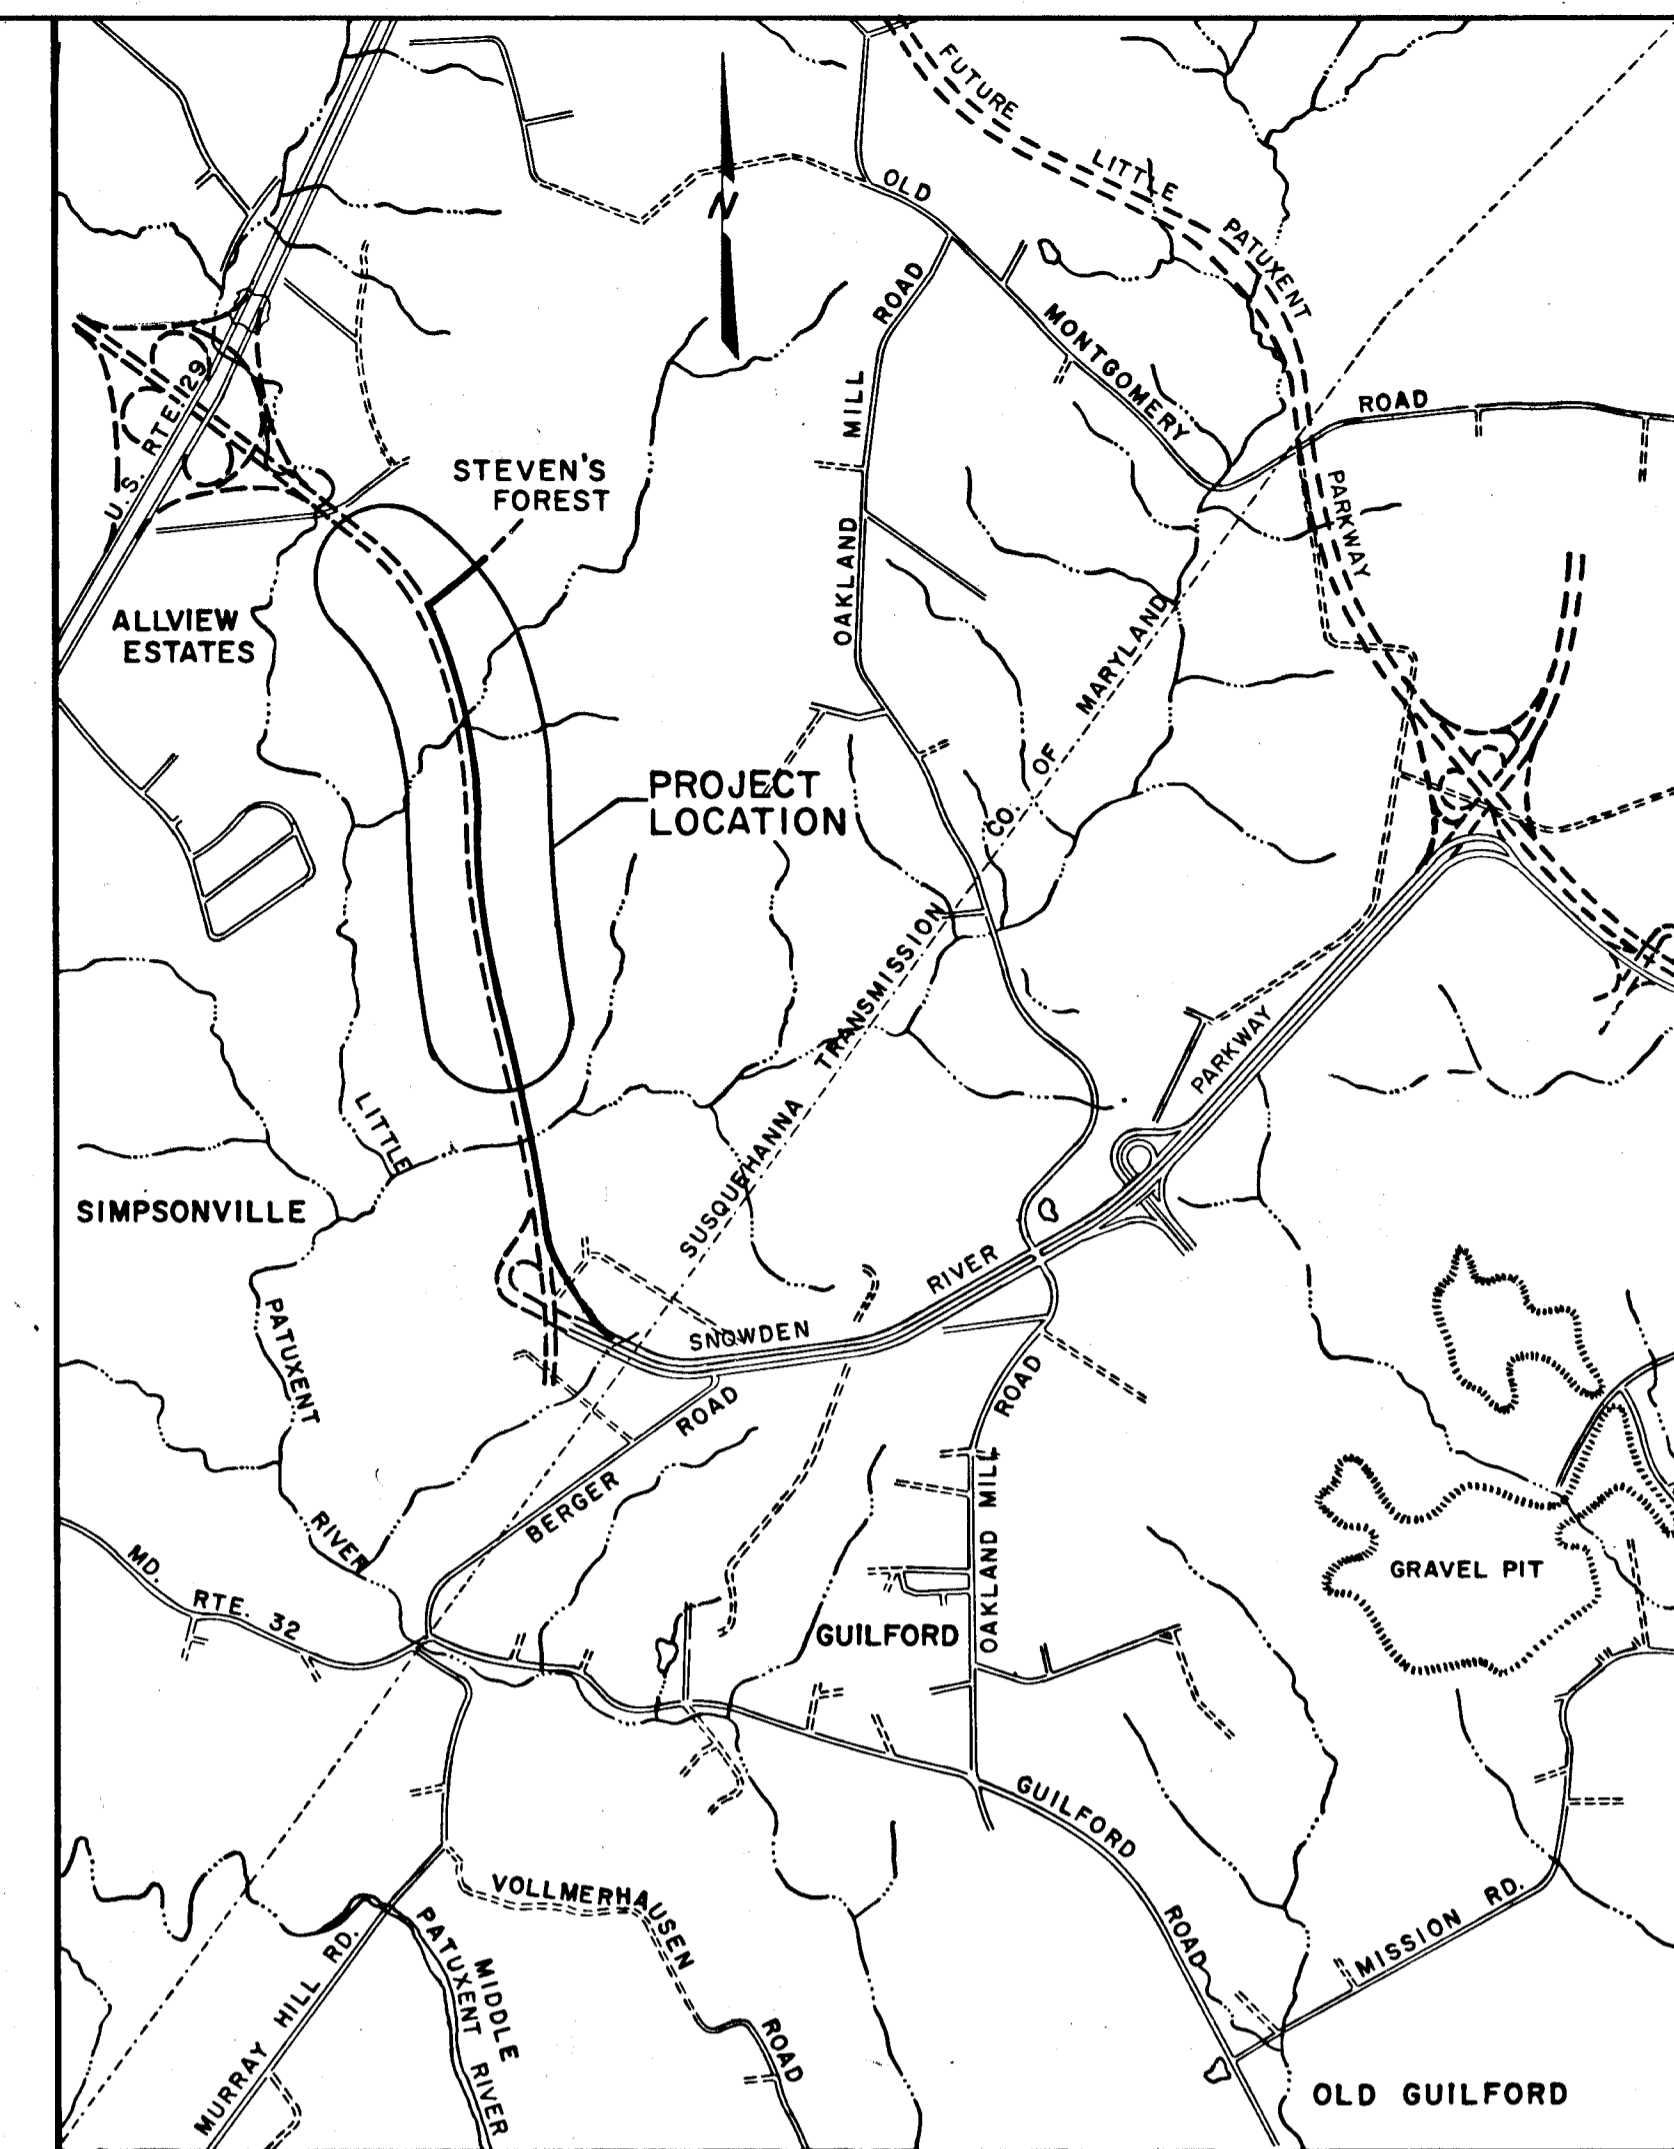 FUTURE
LITTLE
PATUXENT
PARKWAY
OLD
MONTGOMERY
ROAD
N
ROAD
MILL
OAKLAND
U.S. RTE. 129
STEVEN'S
FOREST
ALLVIEW
ESTATES
PROJECT
LOCATION
SUSQUEHANNA
TRANSMISSION
CO. OF
MARYLAND
PARKWAY
RIVER
SNOWDEN
LITTLE
PATUXENT
RIVER
SIMPSONVILLE
BERGER
ROAD
ROAD
OAKLAND MILL
MD.
RTE. 32
GUILFORD
GRAVEL PIT
GUILFORD
ROAD
MISSION RD.
VOLLMERHAUSEN
ROAD
MURRAY HILL RD.
MIDDLE
PATUXENT RIVER
OLD GUILFORD